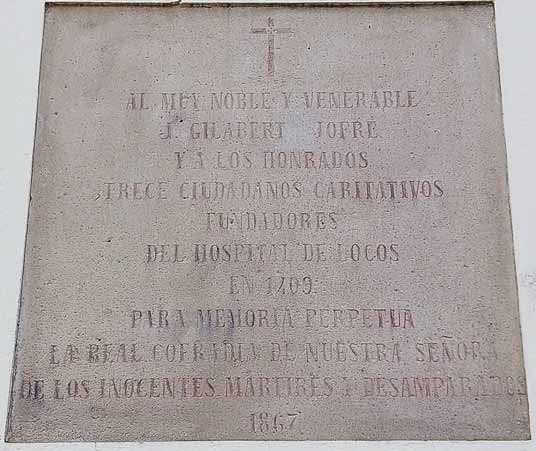 AL MUY NOBLE Y VENERABLE
J. GILABERT JOFRE
Y A LOS HONRADOS
TRECE CIUDADANOS CARITATIVOS
FUNDADORES
DEL HOSPITAL DE LOCOS
EN 1409
PARA MEMORIA PERPETUA
LA REAL COFRADIA DE NUESTRA SEÑORA
DE LOS INOCENTES MARTIRES Y DESAMPARADOS
1867